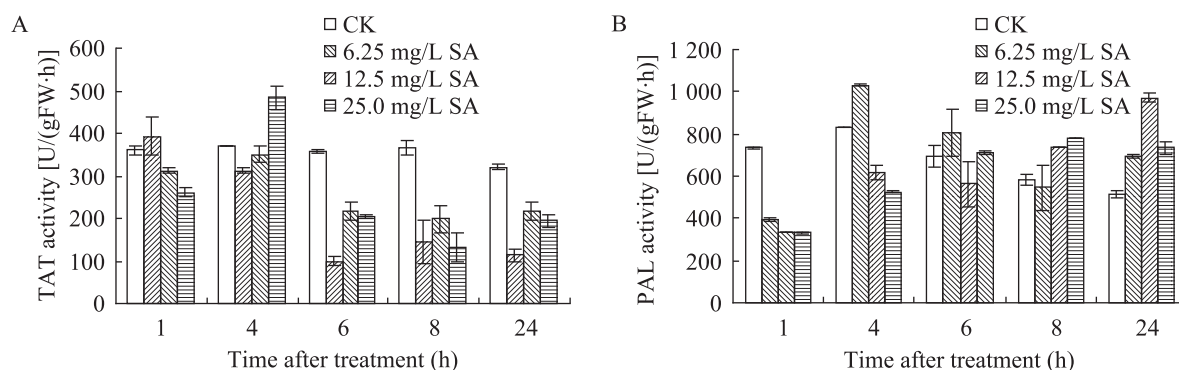 A
TAT activity [U/(gFW·h)]
600
500
400
300
200
100
0
CK
6.25 mg/L SA
12.5 mg/L SA
25.0 mg/L SA
1 4 6 8 24
Time after treatment (h)
B
PAL activity [U/(gFW·h)]
1 200
1 000
800
600
400
200
0
CK
6.25 mg/L SA
12.5 mg/L SA
25.0 mg/L SA
1 4 6 8 24
Time after treatment (h)